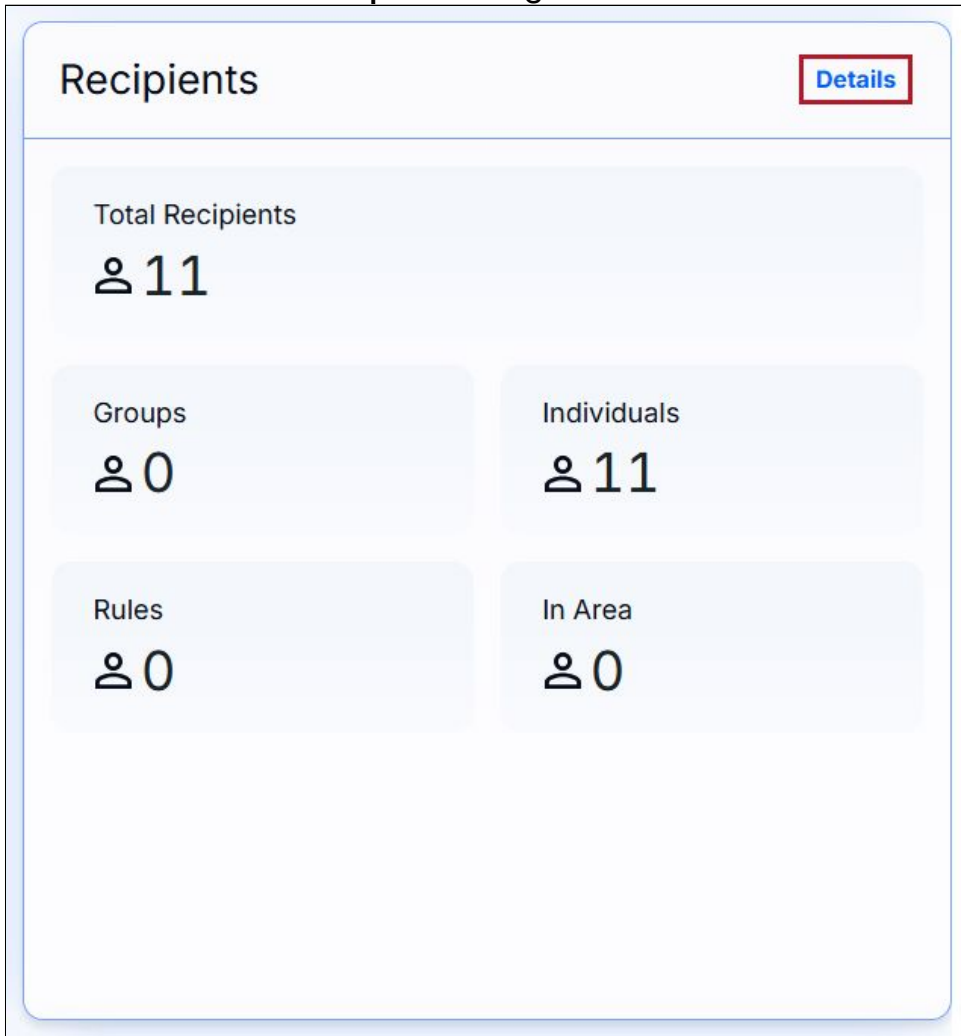 Recipients
Details
Total Recipients
11
Groups
Individuals
0
11
Rules
In Area
0
0